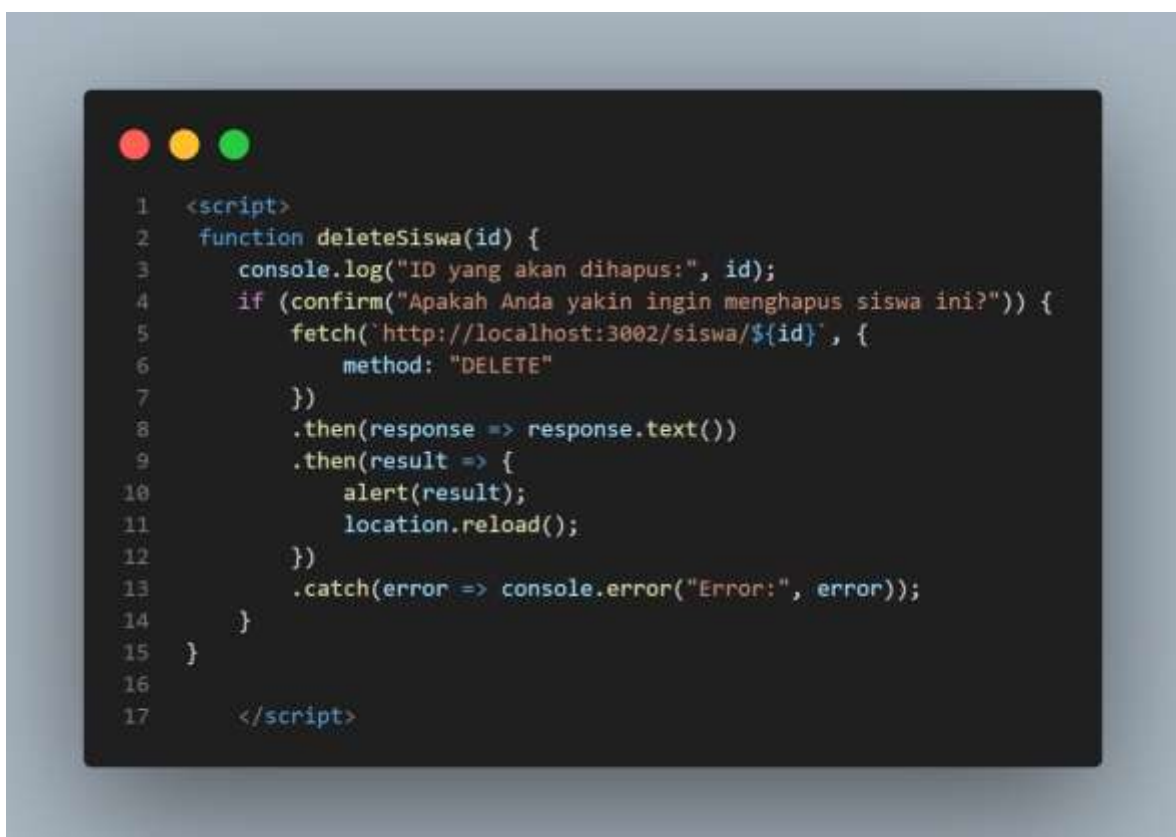 1 <script>
2 function deleteSiswa(id) {
3 console.log("ID yang akan dihapus:", id);
4 if (confirm("Apakah Anda yakin ingin menghapus siswa ini?")) {
5 fetch(`http://localhost:3002/siswa/${id}`, {
6 method: "DELETE"
7 })
8 .then(response => response.text())
9 .then(result => {
10 alert(result);
11 location.reload();
12 })
13 .catch(error => console.error("Error:", error));
14 }
15 }
16
17 </script>